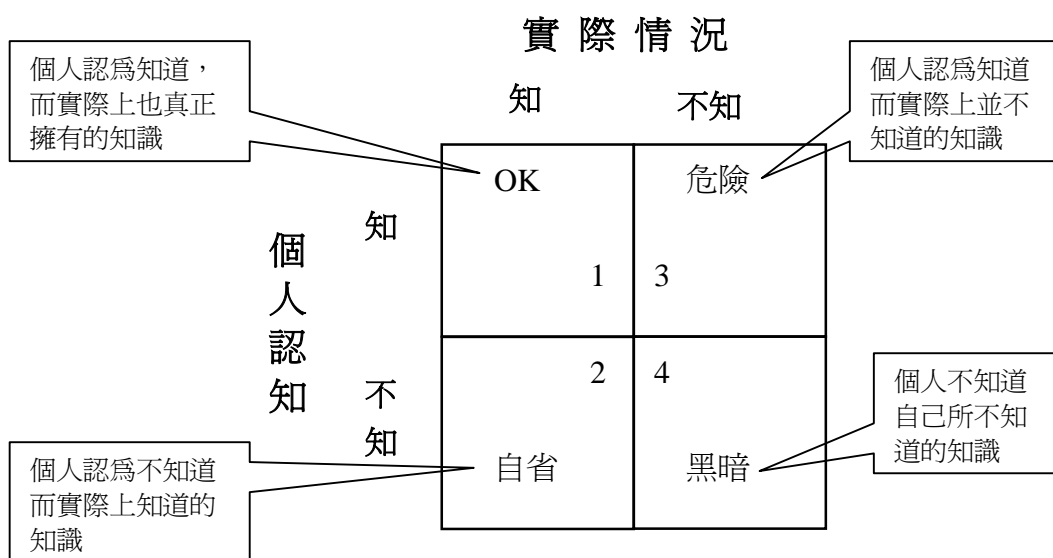 實際情況
個人認爲知道，
而實際上也真正
擁有的知識
個人認爲知道
而實際上並不
知道的知識
知
不知
OK
危險
個人認知
知
1
3
2
4
不知
個人不知道
自己所不知
道的知識
個人認爲不知道
而實際上知道的
知識
自省
黑暗